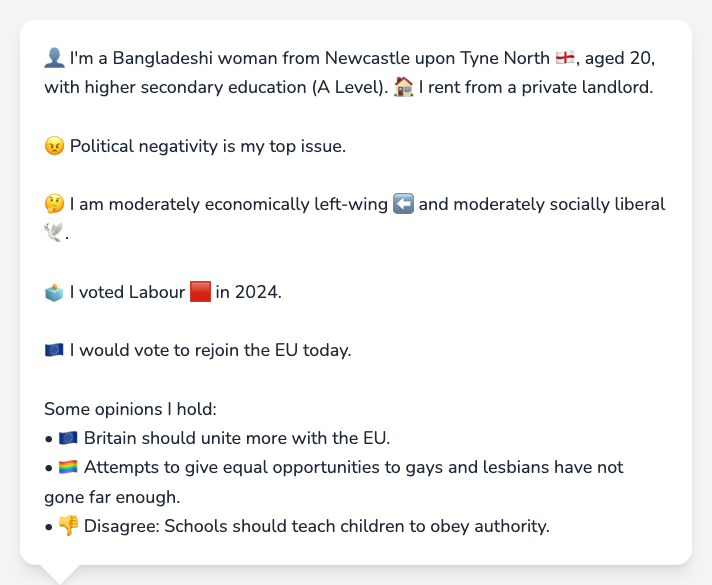 👤 I'm a Bangladeshi woman from Newcastle upon Tyne North 🏴󠁧󠁢󠁥󠁮󠁧󠁿, aged 20,
with higher secondary education (A Level). 🏠 I rent from a private landlord.
😠 Political negativity is my top issue.
🤔 I am moderately economically left-wing ⬅️ and moderately socially liberal
🕊️.
🗳️ I voted Labour 🟥 in 2024.
🇪🇺 I would vote to rejoin the EU today.
Some opinions I hold:
• 🇪🇺 Britain should unite more with the EU.
• 🏳️‍🌈 Attempts to give equal opportunities to gays and lesbians have not
gone far enough.
• 👎 Disagree: Schools should teach children to obey authority.